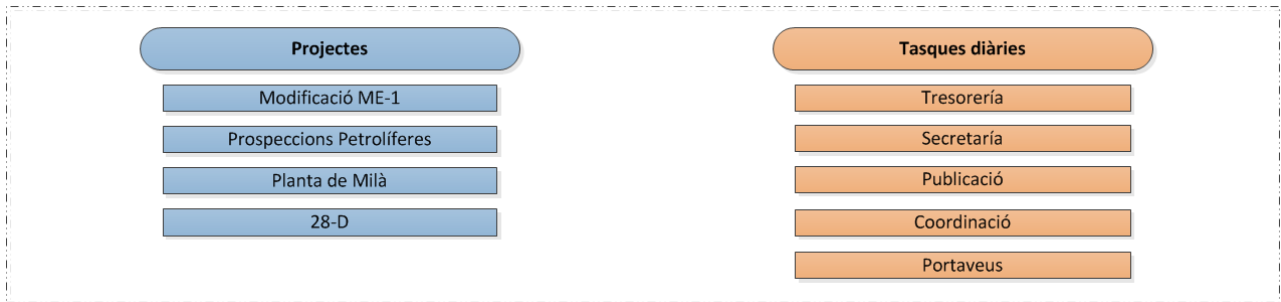 Projectes
Modificació ME-1
Prospeccions Petrolíferes
Planta de Milà
28-D
Tasques diàries
Tresorería
Secretaría
Publicació
Coordinació
Portaveus